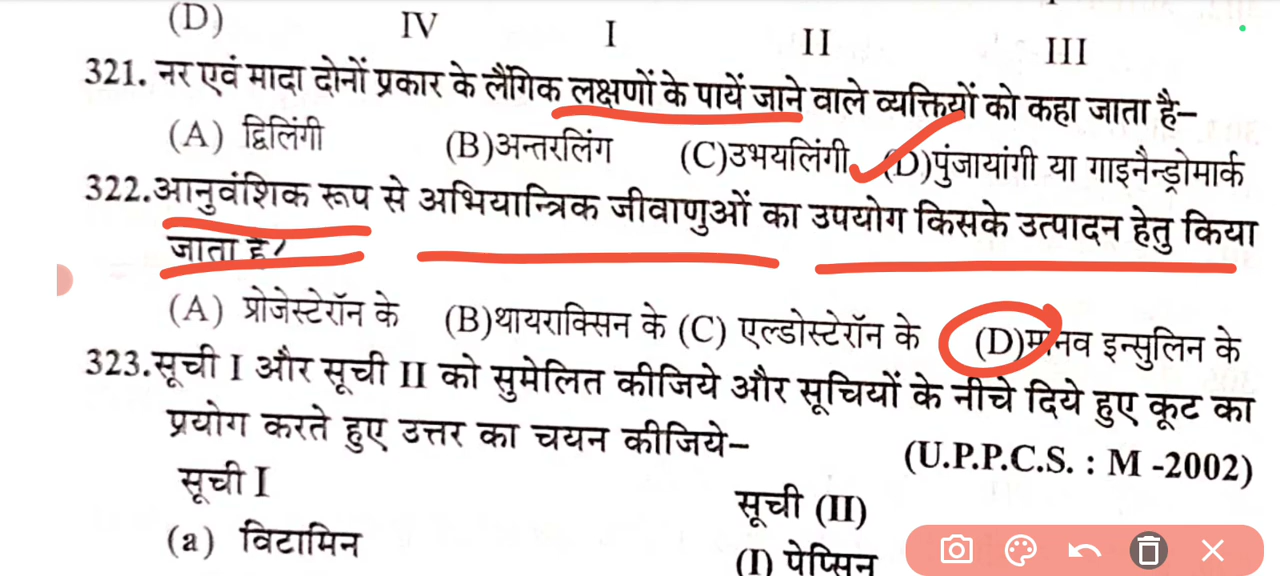 (D) IV I II III
321. नर एवं मादा दोनों प्रकार के लैंगिक लक्षणों के पायें जाने वाले व्यक्तियों को कहा जाता है–
(A) द्विलिंगी (B)अन्तरलिंग (C)उभयलिंगी (D)पुंजायांगी या गाइनैन्ड्रोमार्क
322.आनुवंशिक रूप से अभियान्त्रिक जीवाणुओं का उपयोग किसके उत्पादन हेतु किया
जाता है?
(A) प्रोजेस्टेरॉन के (B)थायराक्सिन के (C) एल्डोस्टेरॉन के (D)मानव इन्सुलिन के
323.सूची I और सूची II को सुमेलित कीजिये और सूचियों के नीचे दिये हुए कूट का
प्रयोग करते हुए उत्तर का चयन कीजिये–
(U.P.P.C.S. : M -2002)
सूची I
सूची (II)
(a) विटामिन
(I) पेप्सिन